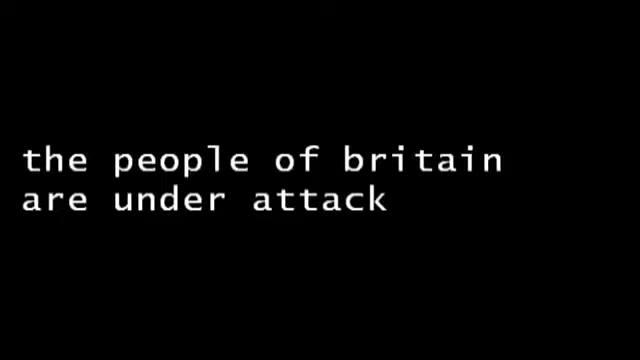 the people of britain
are under attack